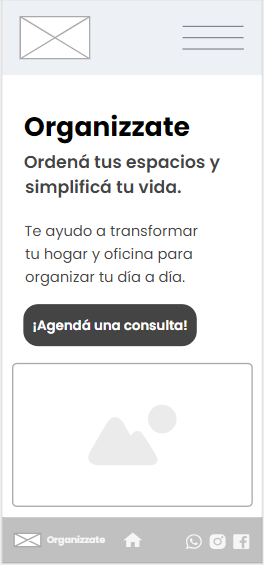 Organizzate
Ordená tus espacios y
simplificá tu vida.
Te ayudo a transformar
tu hogar y oficina para
organizar tu día a día.
¡Agendá una consulta!
Organizzate